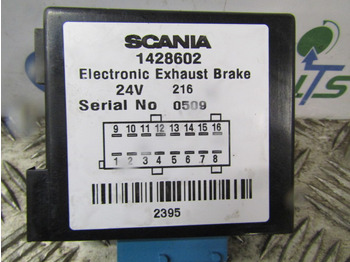 SCANIA
1428602
Electronic Exhaust Brake
24V 216
Serial No 0509
9 10 11 12 13 14 15 16
1 2 3 4 5 6 7 8
2395